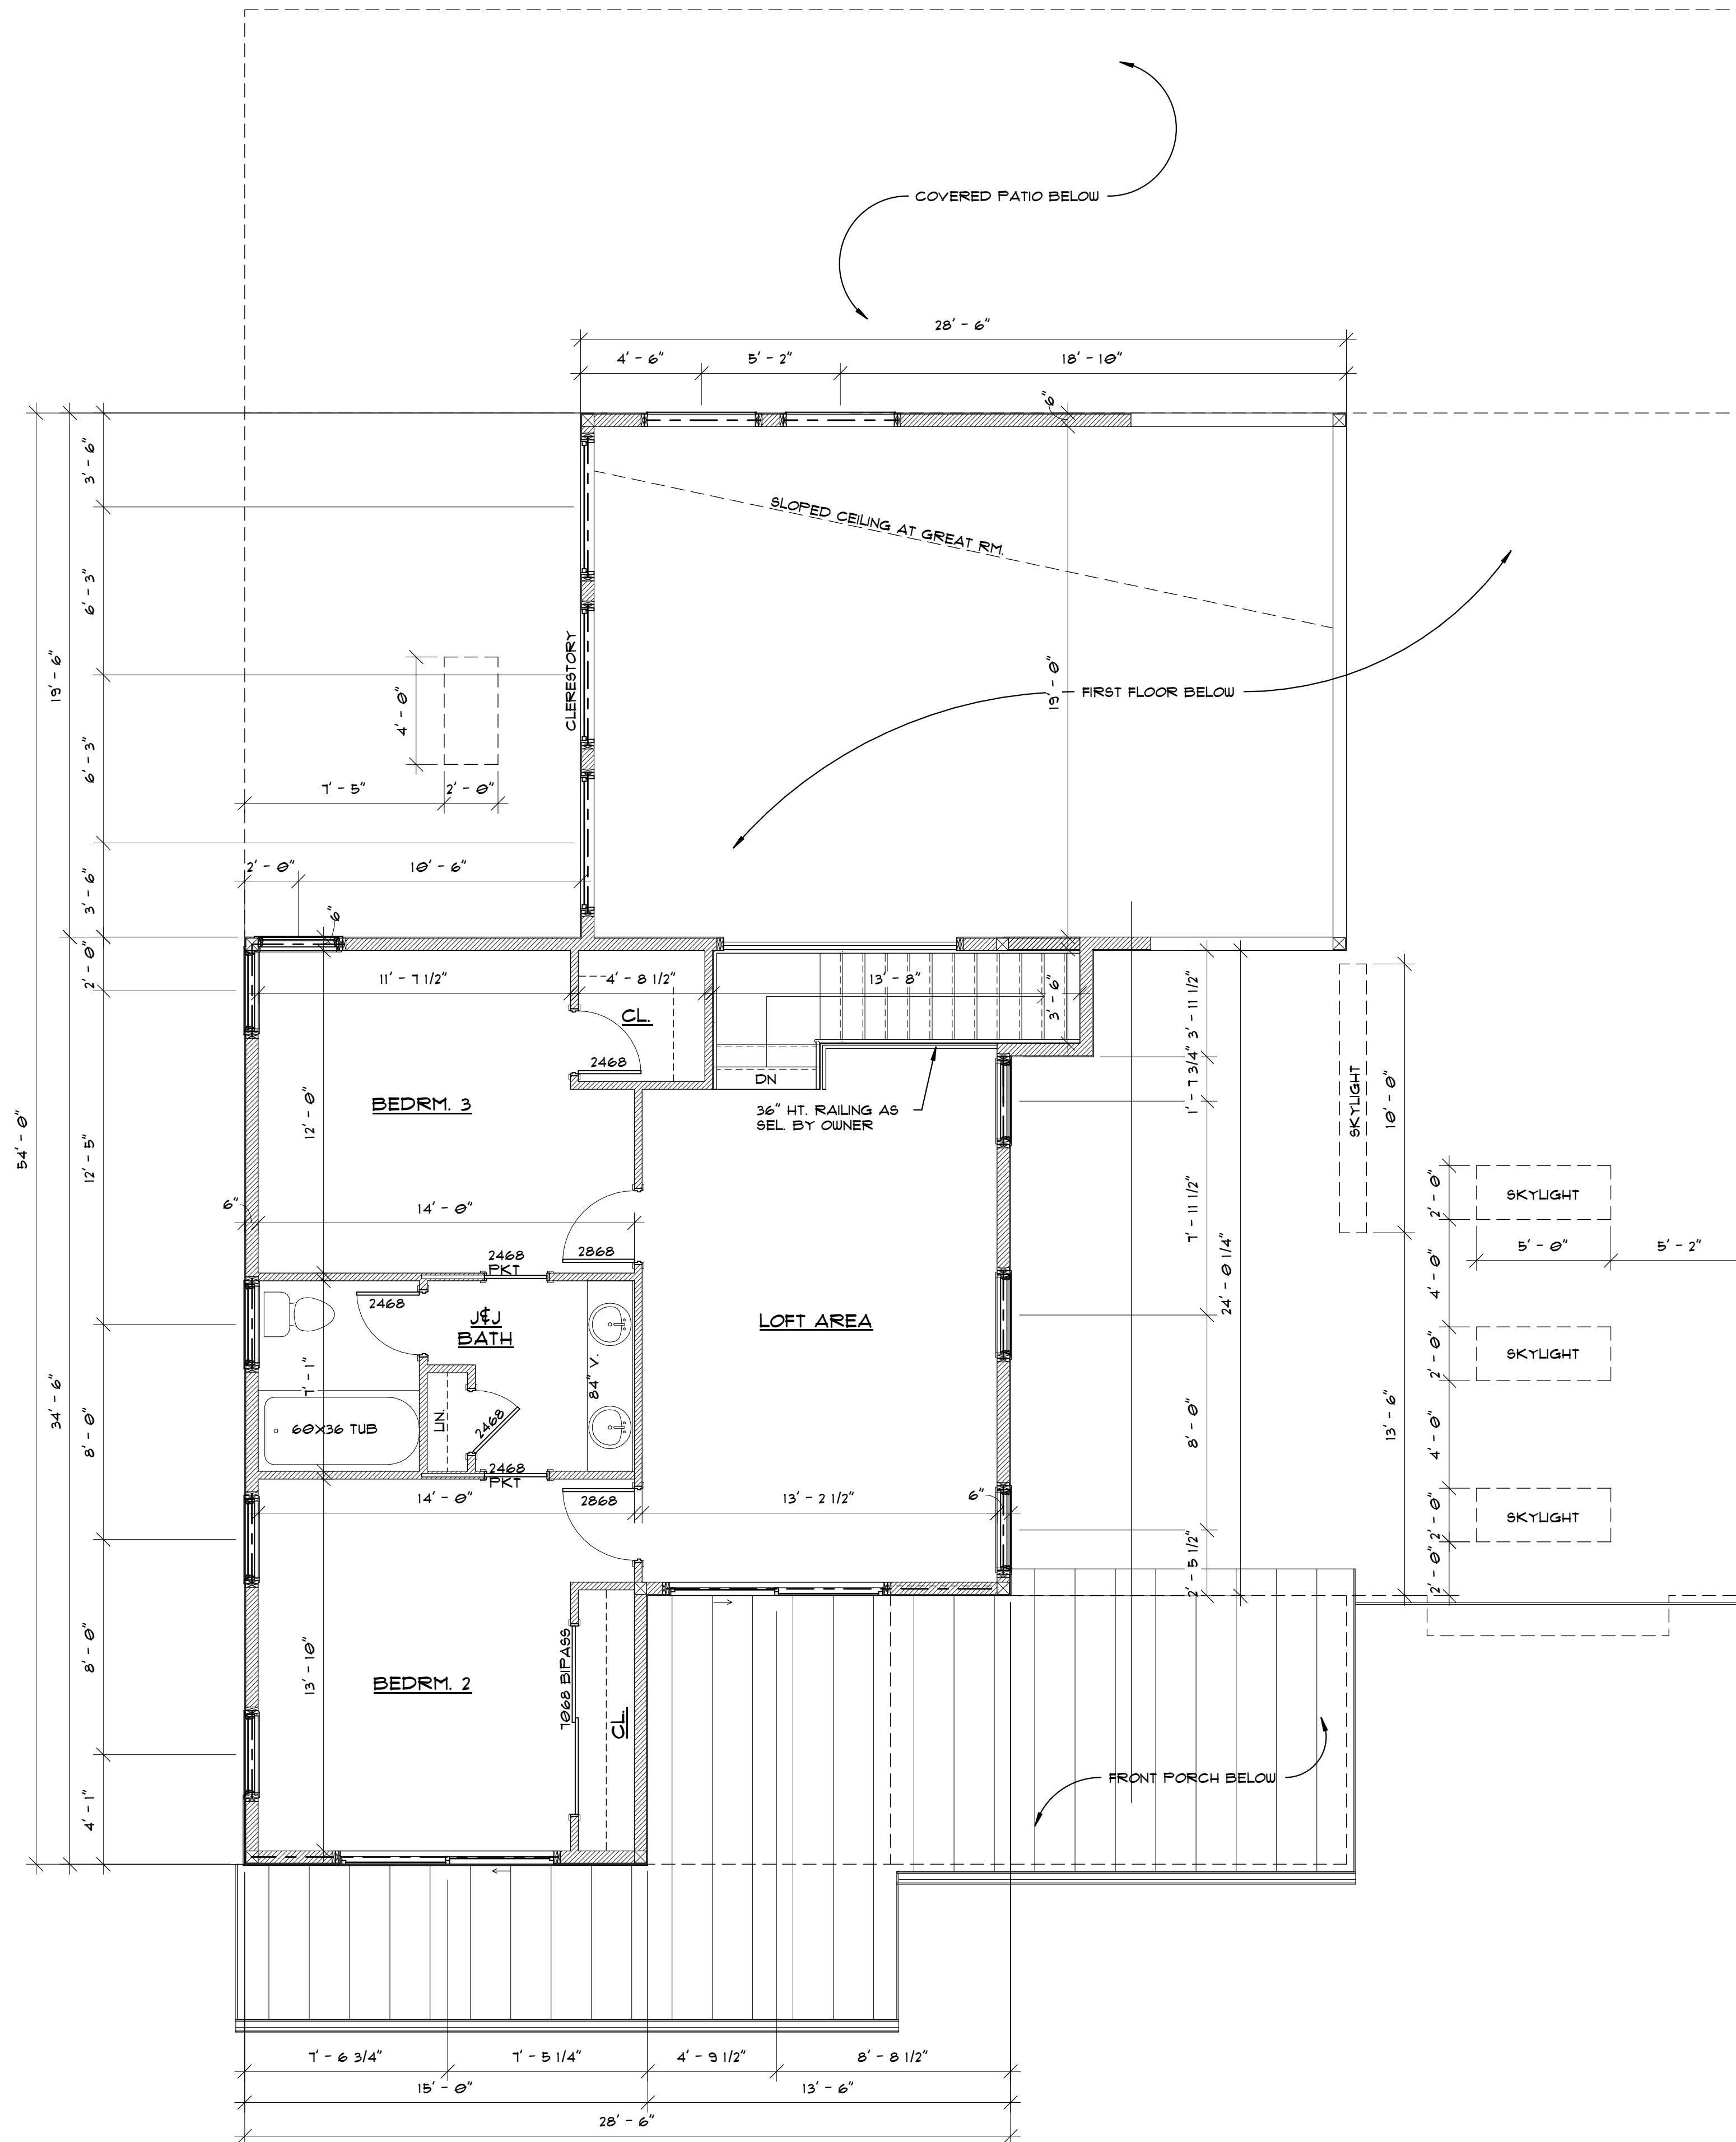 COVERED PATIO BELOW
28' - 6"
4' - 6"
5' - 2"
18' - 10"
6"
3' - 6"
SLOPED CEILING AT GREAT RM.
6' - 3"
19' - 6"
CLERESTORY
4' - 0"
19' - 0"
FIRST FLOOR BELOW
6' - 3"
7' - 5"
2' - 0"
2' - 0"
10' - 6"
3' - 6"
6"
2' - 0"
11' - 7 1/2"
4' - 8 1/2"
13' - 8"
3' - 6"
3' - 11 1/2"
CL.
2468
DN
1' - 7 3/4"
SKYLIGHT
10' - 0"
BEDRM. 3
12' - 0"
36" HT. RAILING AS
SEL. BY OWNER
54' - 0"
12' - 5"
6"
14' - 0"
7' - 11 1/2"
24' - 0 1/4"
2' - 0"
SKYLIGHT
5' - 0"
5' - 2"
2868
2468
PKT
4' - 0"
2468
J&J
BATH
LOFT AREA
2' - 0"
SKYLIGHT
7' - 1"
84" V.
34' - 6"
8' - 0"
60X36 TUB
LIN.
2468
8' - 0"
13' - 6"
4' - 0"
2468
PKT
14' - 0"
2868
13' - 2 1/2"
6"
2' - 0"
SKYLIGHT
2' - 5 1/2"
2' - 0"
8' - 0"
13' - 10"
BEDRM. 2
7068 BIPASS
CL.
FRONT PORCH BELOW
4' - 1"
7' - 6 3/4"
7' - 5 1/4"
4' - 9 1/2"
8' - 8 1/2"
15' - 0"
13' - 6"
28' - 6"